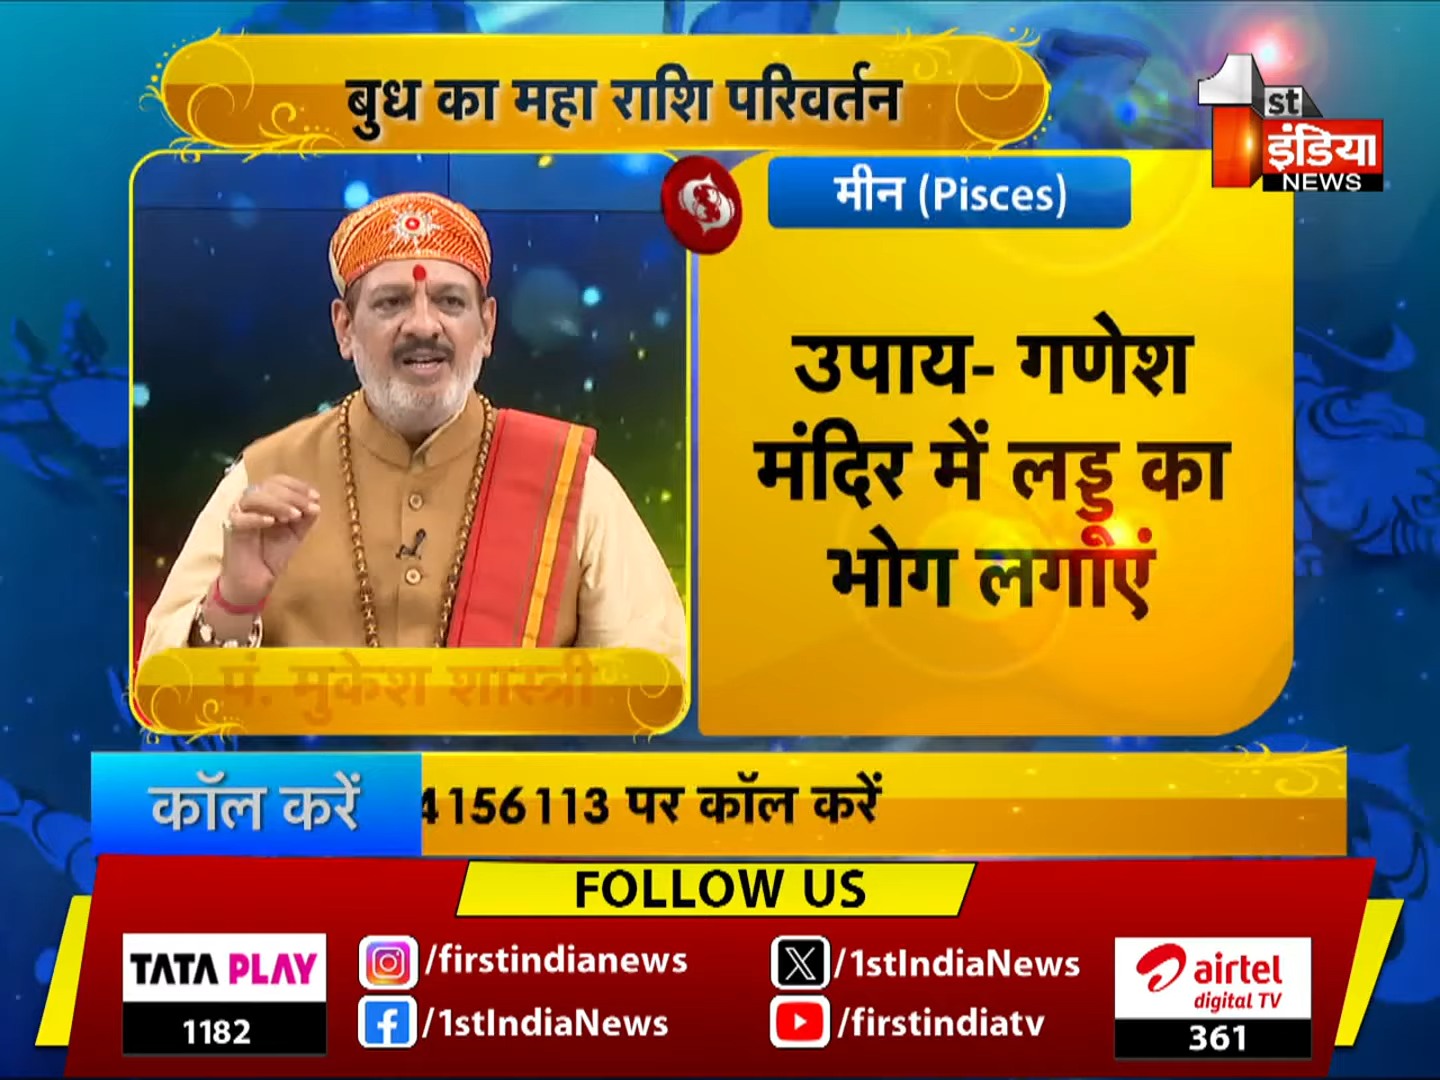 बुध का महा राशि परिवर्तन
1st
इंडिया
NEWS
मीन (Pisces)
उपाय- गणेश
मंदिर में लड्डू का
भोग लगाएं
पं. मुकेश शास्त्री
कॉल करें
4156113 पर कॉल करें
FOLLOW US
TATA PLAY
1182
/firstindianews
/1stIndiaNews
/1stIndiaNews
/firstindiatv
airtel
digital TV
361